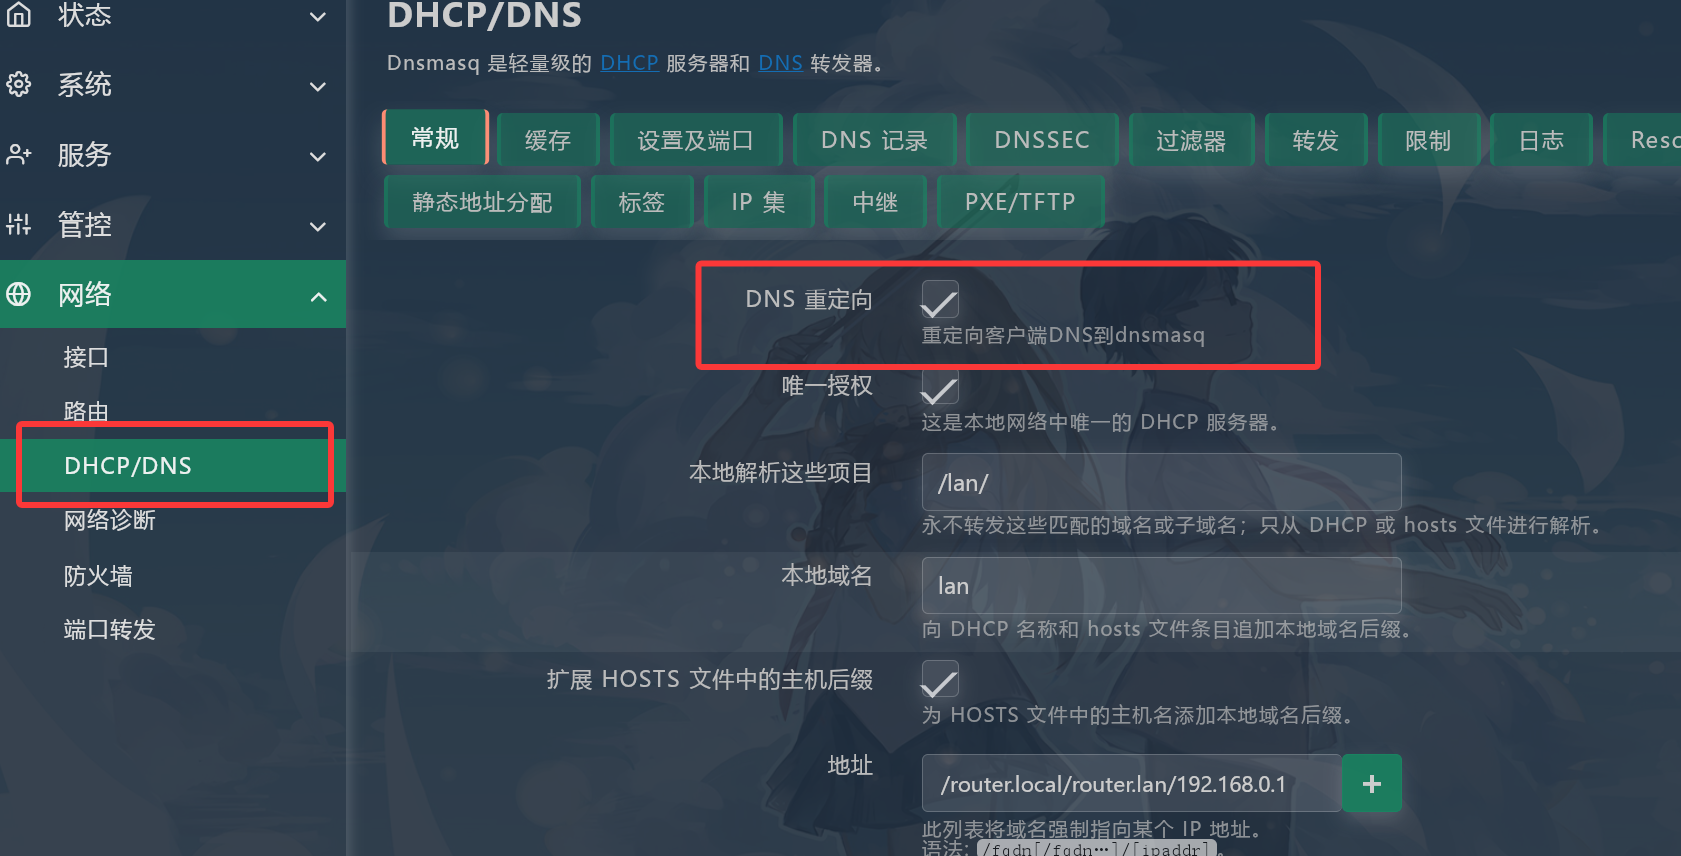 状态
系统
服务
管控
网络
接口
路由
DHCP/DNS
网络诊断
防火墙
端口转发
DHCP/DNS
Dnsmasq 是轻量级的 DHCP 服务器和 DNS 转发器。
常规 缓存 设置及端口 DNS 记录 DNSSEC 过滤器 转发 限制 日志 Reso
静态地址分配 标签 IP 集 中继 PXE/TFTP
DNS 重定向
重定向客户端DNS到dnsmasq
唯一授权
这是本地网络中唯一的 DHCP 服务器。
本地解析这些项目 /lan/
永不转发这些匹配的域名或子域名；只从 DHCP 或 hosts 文件进行解析。
本地域名 lan
向 DHCP 名称和 hosts 文件条目追加本地域名后缀。
扩展 HOSTS 文件中的主机后缀
为 HOSTS 文件中的主机名添加本地域名后缀。
地址 /router.local/router.lan/192.168.0.1 +
此列表将域名强制指向某个 IP 地址。
语法: /fqdn[/fqdn…]/[ipaddr]。